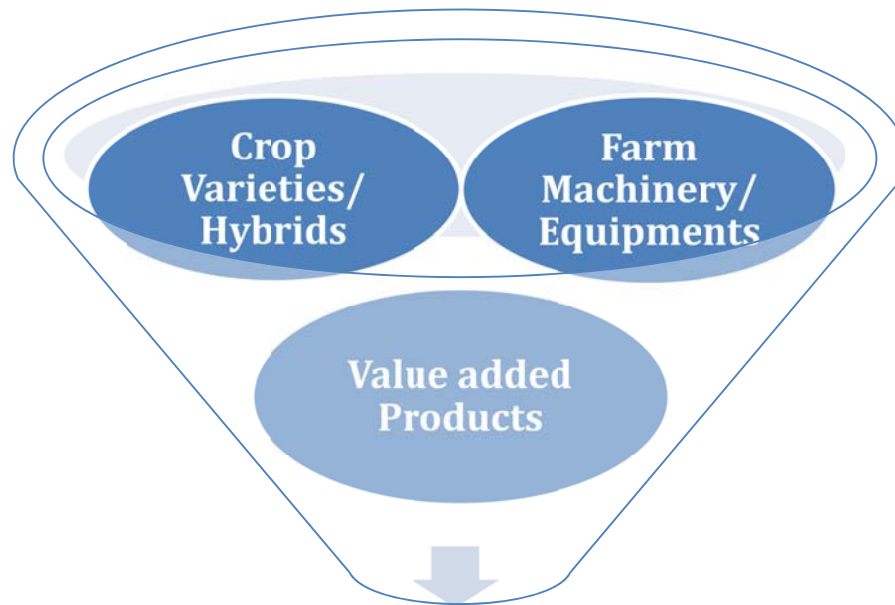 Crop
Varieties/
Hybrids
Farm
Machinery/
Equipments
Value added
Products